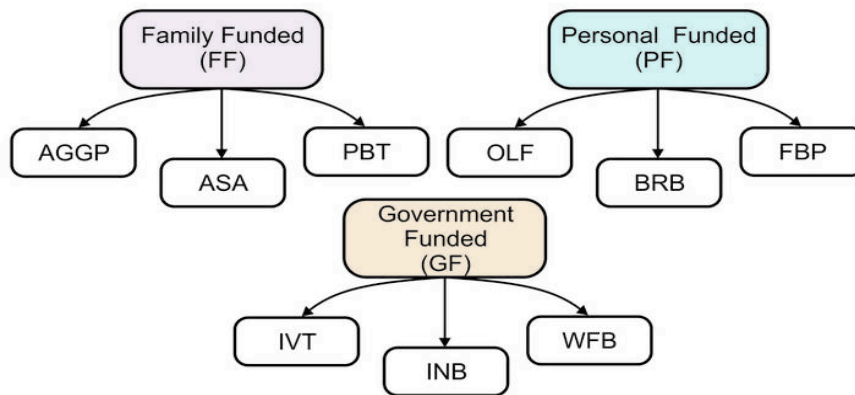 Family Funded
(FF)
Personal Funded
(PF)
AGGP
ASA
PBT
OLF
BRB
FBP
Government
Funded
(GF)
IVT
INB
WFB